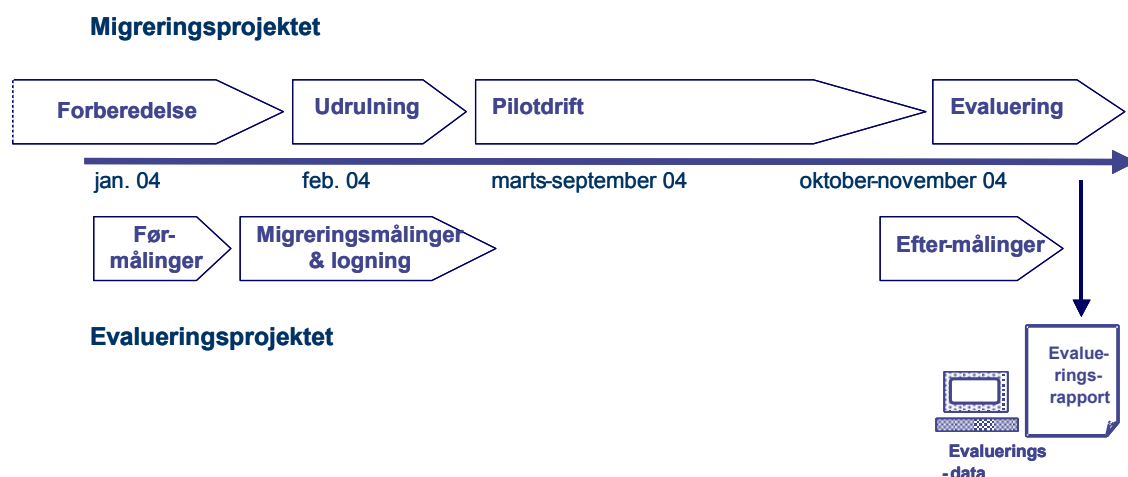 Migreringsprojektet
Forberedelse
Udrulning
Pilotdrift
Evaluering
jan. 04
feb. 04
marts-september 04
oktober-november 04
Før-
målinger
Migreringsmålinger
& logning
Efter-målinger
Evalueringsprojektet
Evalue-
rings-
rapport
Evaluerings
-data